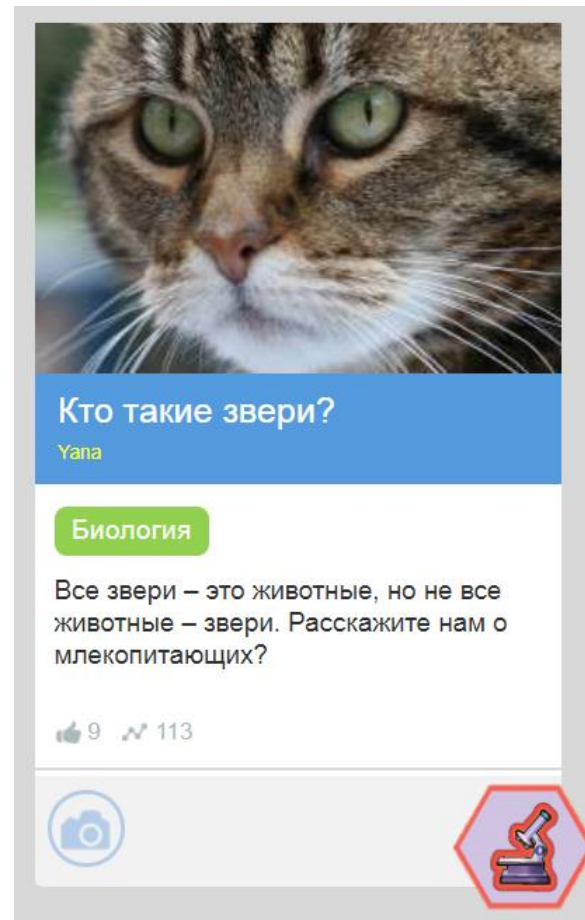 Кто такие звери?
Yana
Биология
Все звери – это животные, но не все
животные – звери. Расскажите нам о
млекопитающих?
9 113